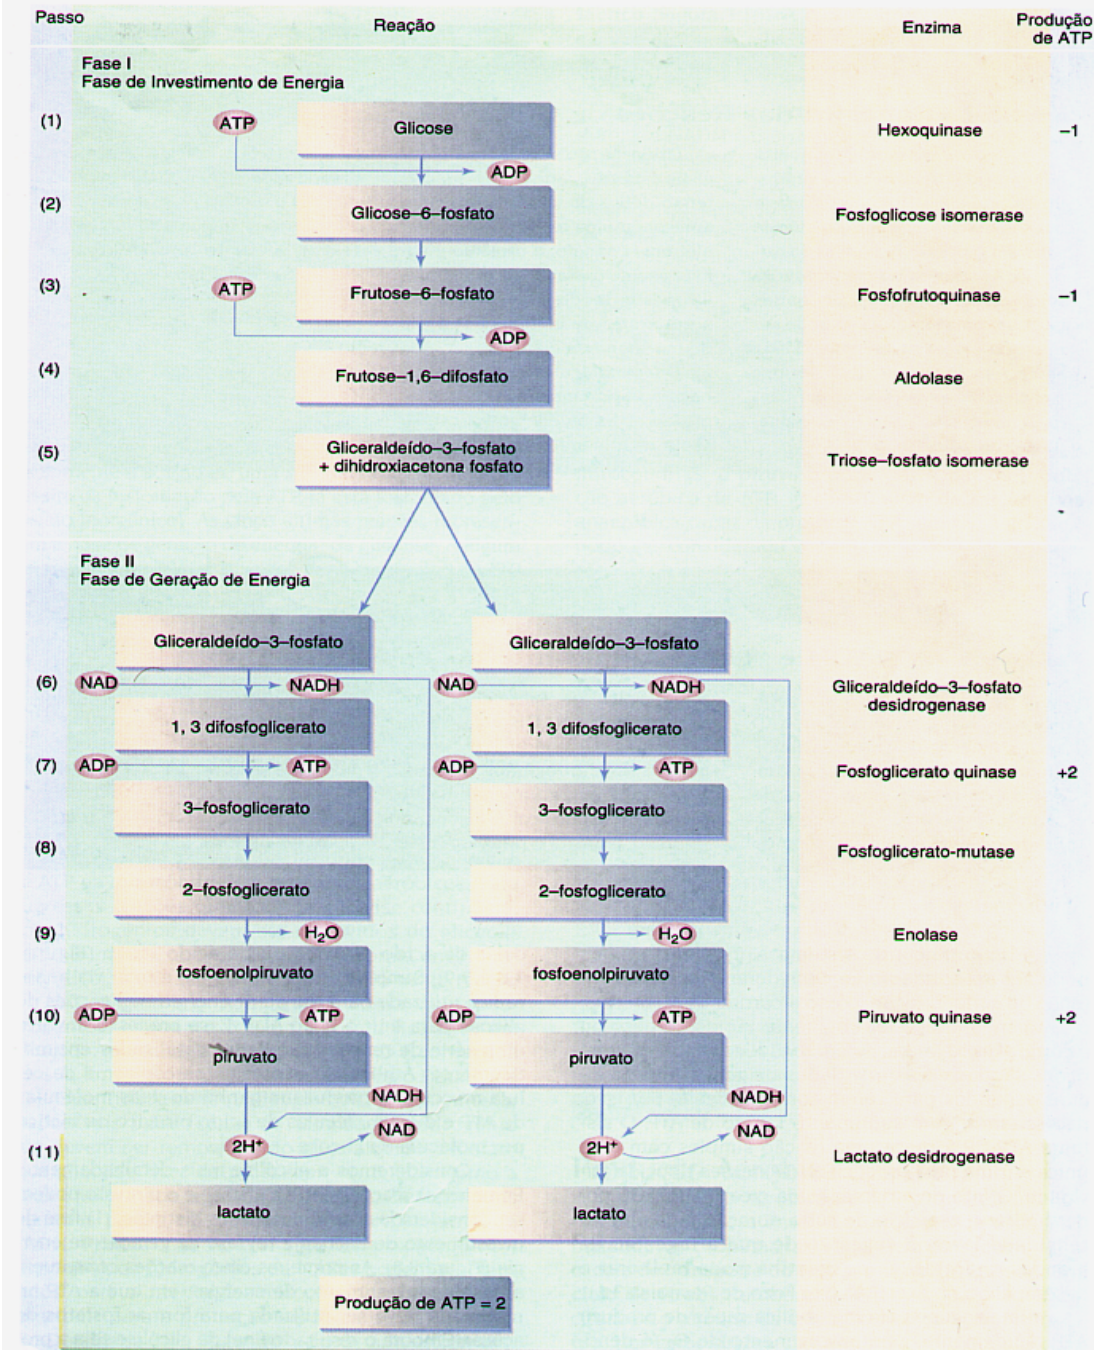 Passo
Reação
Enzima
Produção
de ATP
Fase I
Fase de Investimento de Energia
(1)
ATP
Glicose
Hexoquinase
–1
ADP
(2)
Glicose–6–fosfato
Fosfoglicose isomerase
(3)
ATP
Frutose–6–fosfato
Fosfofrutoquinase
–1
ADP
(4)
Frutose–1,6–difosfato
Aldolase
(5)
Gliceraldeído–3–fosfato
+ dihidroxiacetona fosfato
Triose–fosfato isomerase
Fase II
Fase de Geração de Energia
Gliceraldeído–3–fosfato
Gliceraldeído–3–fosfato
(6)
NAD
NADH
NAD
NADH
Gliceraldeído–3–fosfato
desidrogenase
1, 3 difosfoglicerato
1, 3 difosfoglicerato
(7)
ADP
ATP
ADP
ATP
Fosfoglicerato quinase
+2
3–fosfoglicerato
3–fosfoglicerato
(8)
Fosfoglicerato-mutase
2–fosfoglicerato
2–fosfoglicerato
(9)
H2O
H2O
Enolase
fosfoenolpiruvato
fosfoenolpiruvato
(10)
ADP
ATP
ADP
ATP
Piruvato quinase
+2
piruvato
piruvato
NADH
NADH
(11)
2H+
NAD
2H+
NAD
Lactato desidrogenase
lactato
lactato
Produção de ATP = 2